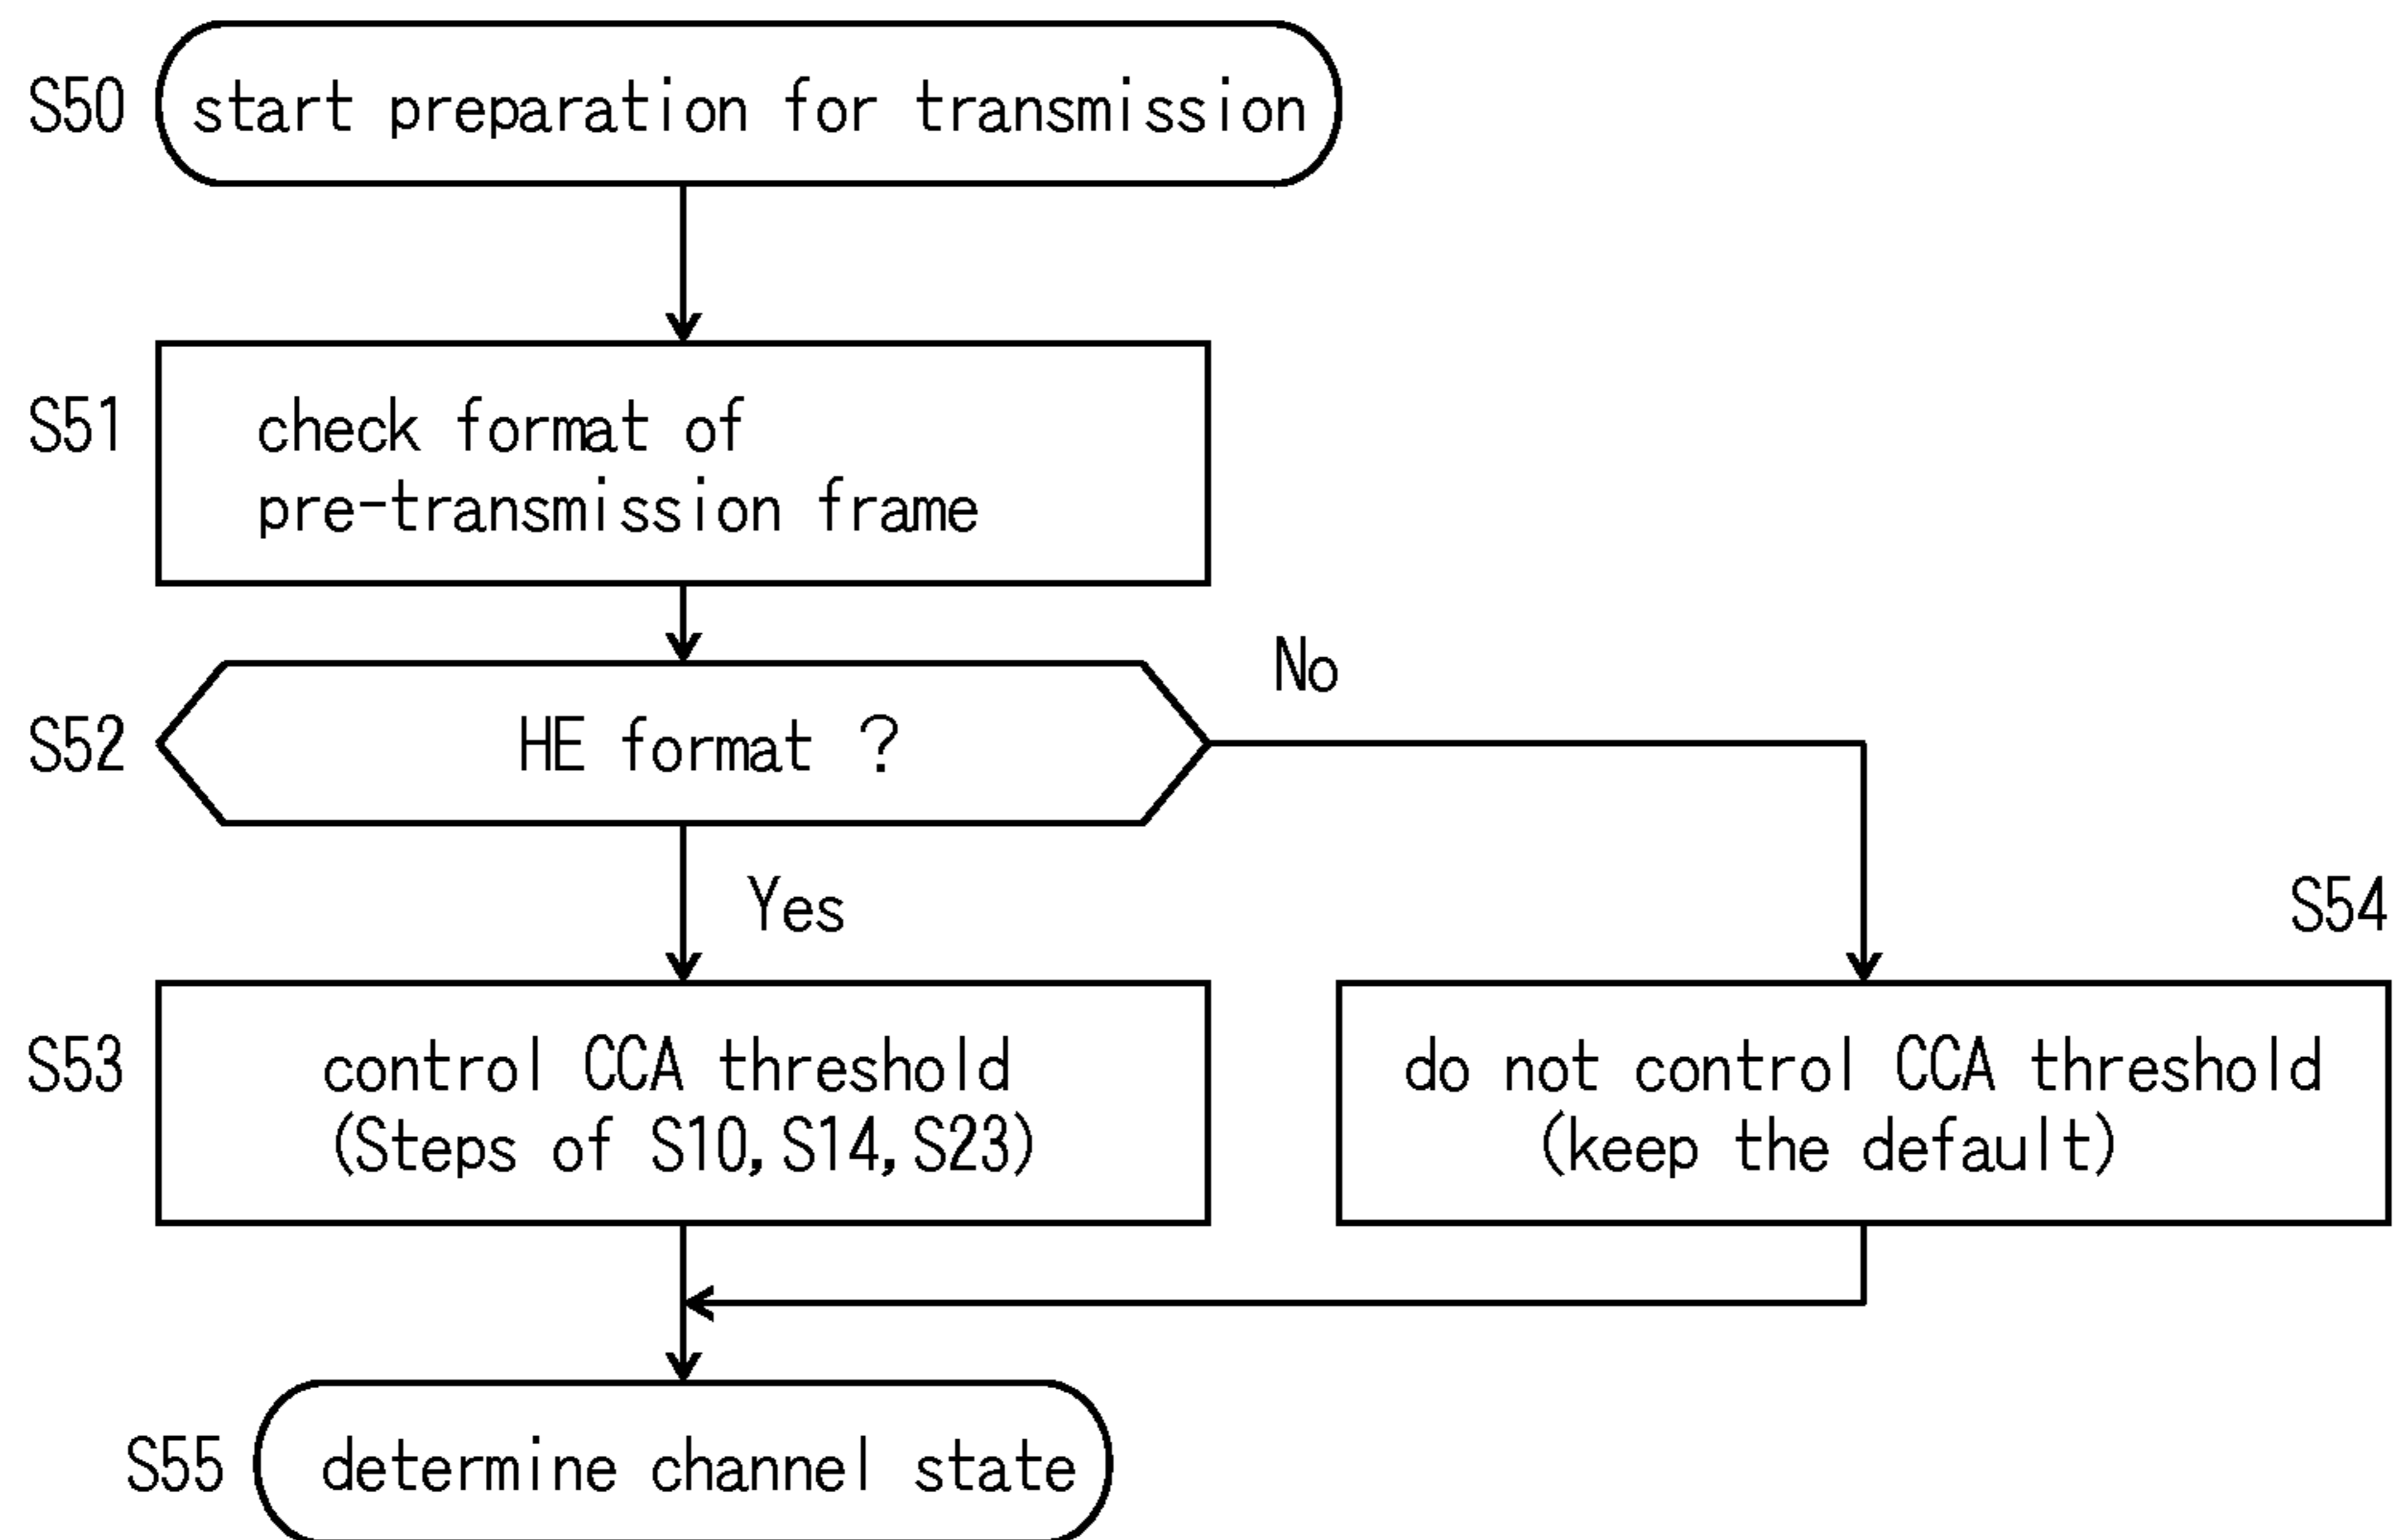 S50
start preparation for transmission
S51
check format of
pre-transmission frame
S52
HE format ?
No
Yes
S53
control CCA threshold
(Steps of S10, S14, S23)
S54
do not control CCA threshold
(keep the default)
S55
determine channel state